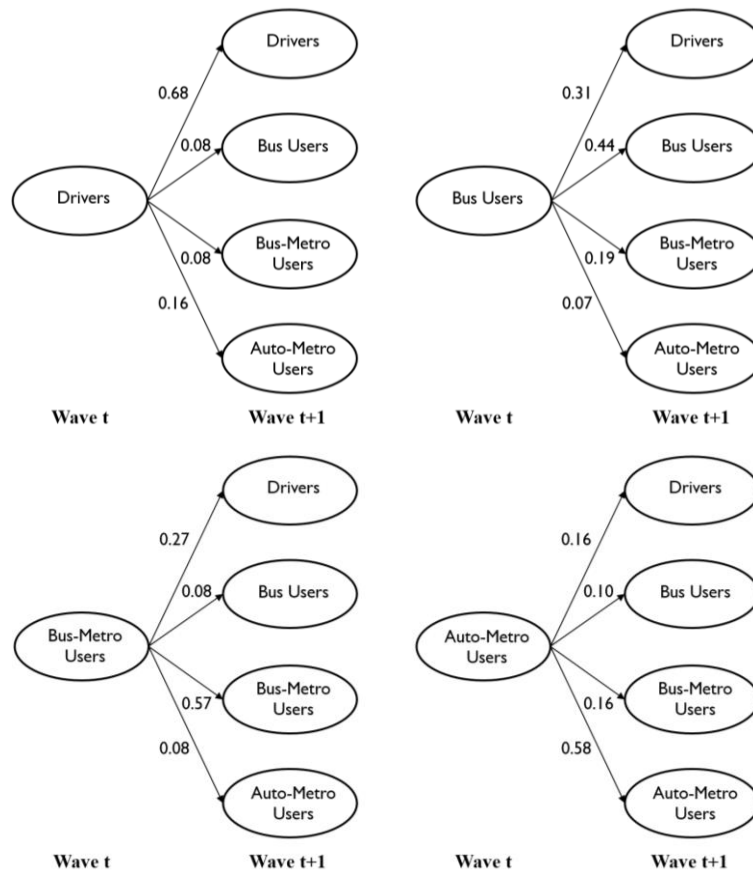 Drivers
0.68
0.08
Bus Users
Drivers
0.08
Bus-Metro
Users
0.16
Auto-Metro
Users
Wave t
Wave t+1
Drivers
0.31
0.44
Bus Users
Bus Users
0.19
Bus-Metro
Users
0.07
Auto-Metro
Users
Wave t
Wave t+1
Drivers
0.27
0.08
Bus Users
Bus-Metro
Users
0.57
Bus-Metro
Users
0.08
Auto-Metro
Users
Wave t
Wave t+1
Drivers
0.16
0.10
Bus Users
Auto-Metro
Users
0.16
Bus-Metro
Users
0.58
Auto-Metro
Users
Wave t
Wave t+1